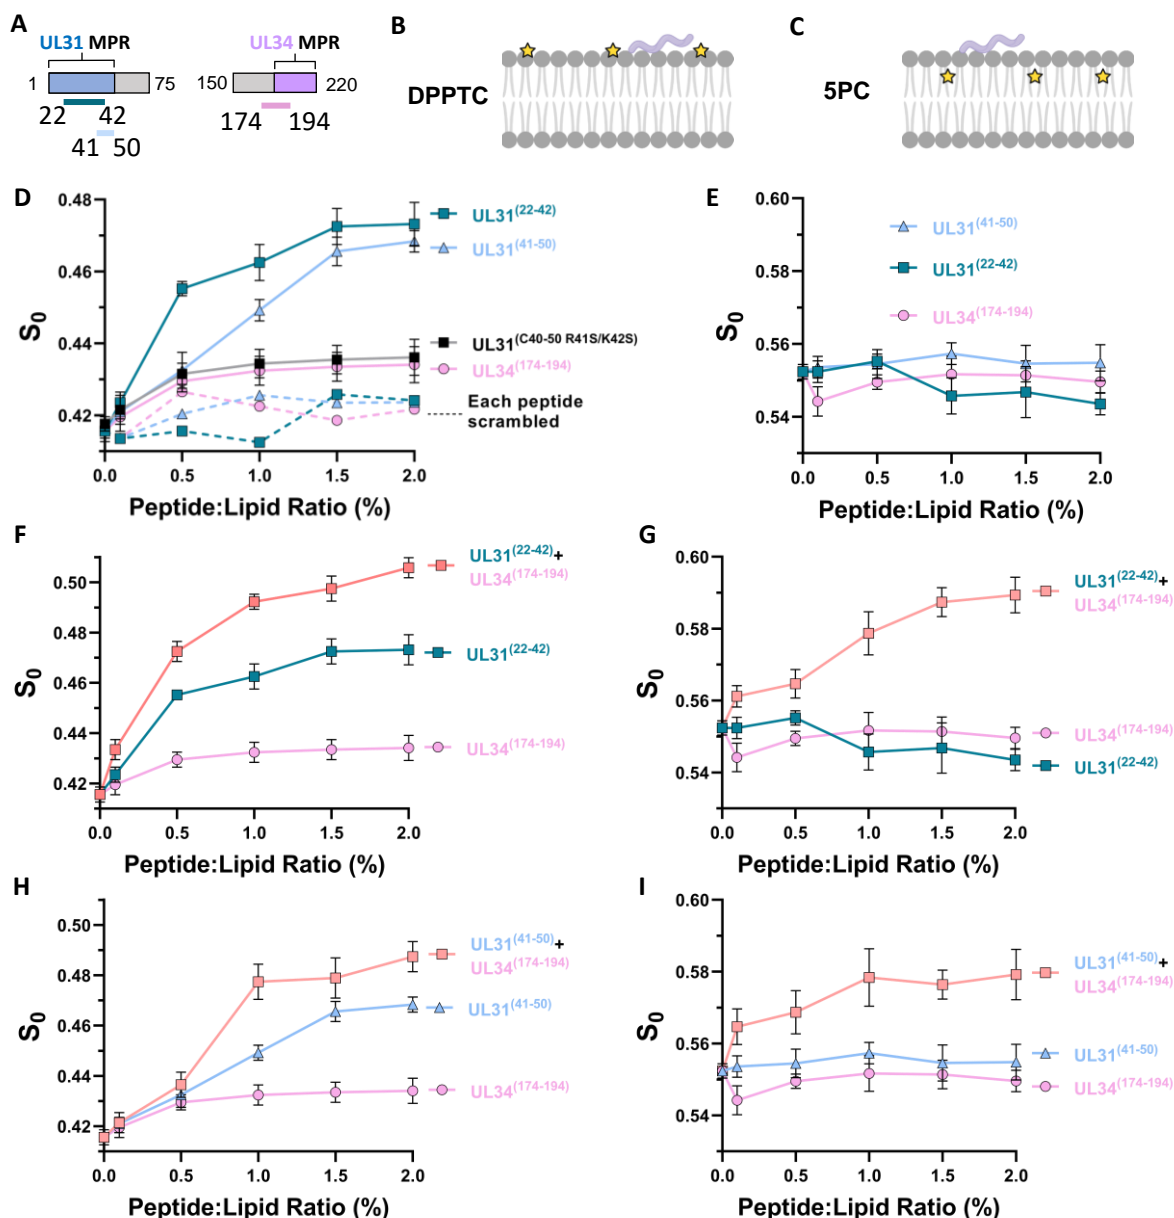 A
UL31 MPR
UL34 MPR
1
75
150
220
22
42
174
194
41
50
B
DPPTC
C
5PC
D
0.48
0.46
0.44
0.42
S0
0.0
0.5
1.0
1.5
2.0
Peptide:Lipid Ratio (%)
UL31(22-42)
UL31(41-50)
UL31(C40-50 R41S/K42S)
UL34(174-194)
Each peptide
scrambled
E
0.60
0.58
0.56
0.54
S0
0.0
0.5
1.0
1.5
2.0
Peptide:Lipid Ratio (%)
UL31(41-50)
UL31(22-42)
UL34(174-194)
F
0.50
0.48
0.46
0.44
0.42
S0
0.0
0.5
1.0
1.5
2.0
Peptide:Lipid Ratio (%)
UL31(22-42)+
UL34(174-194)
UL31(22-42)
UL34(174-194)
G
0.60
0.58
0.56
0.54
S0
0.0
0.5
1.0
1.5
2.0
Peptide:Lipid Ratio (%)
UL31(22-42)+
UL34(174-194)
UL34(174-194)
UL31(22-42)
H
0.50
0.48
0.46
0.44
0.42
S0
0.0
0.5
1.0
1.5
2.0
Peptide:Lipid Ratio (%)
UL31(41-50)+
UL34(174-194)
UL31(41-50)
UL34(174-194)
I
0.60
0.58
0.56
0.54
S0
0.0
0.5
1.0
1.5
2.0
Peptide:Lipid Ratio (%)
UL31(41-50)+
UL34(174-194)
UL31(41-50)
UL34(174-194)